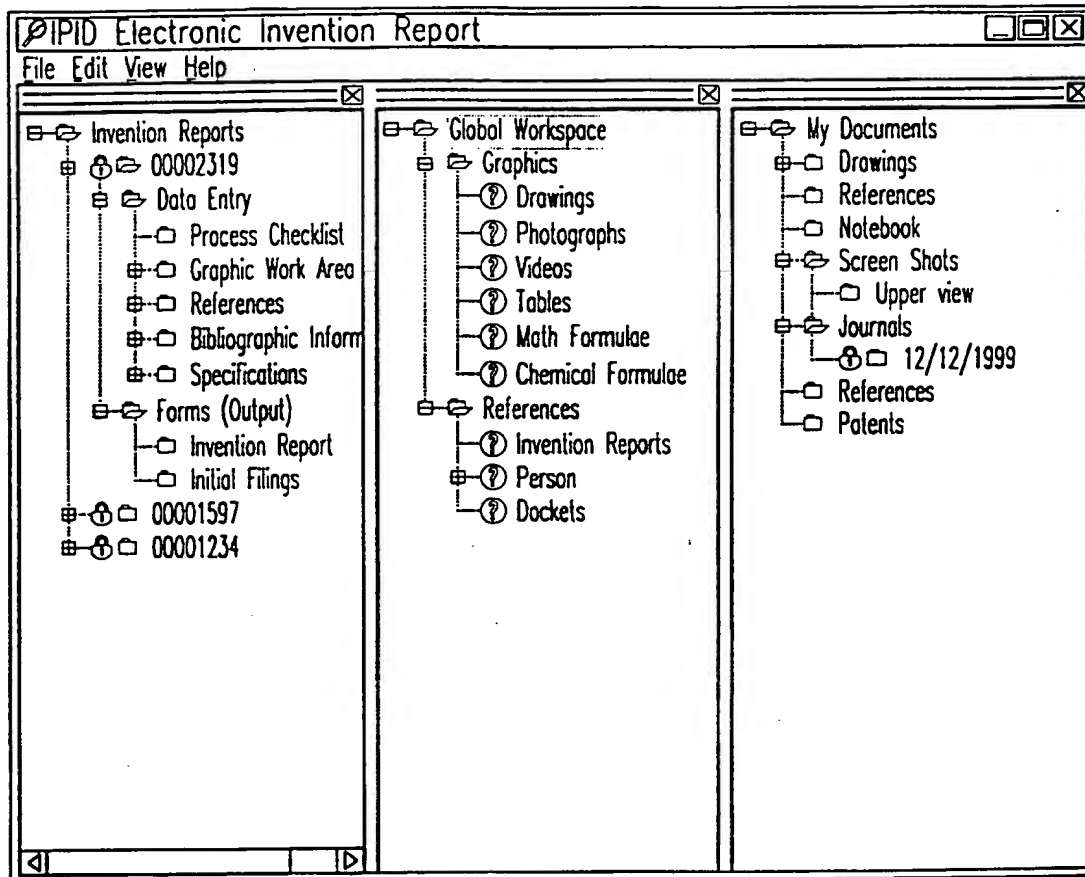 IPID Electronic Invention Report
File Edit View Help
Invention Reports
00002319
Data Entry
Process Checklist
Graphic Work Area
References
Bibliographic Inform
Specifications
Forms (Output)
Invention Report
Initial Filings
00001597
00001234
Global Workspace
Graphics
Drawings
Photographs
Videos
Tables
Math Formulae
Chemical Formulae
References
Invention Reports
Person
Dockets
My Documents
Drawings
References
Notebook
Screen Shots
Upper view
Journals
12/12/1999
References
Patents